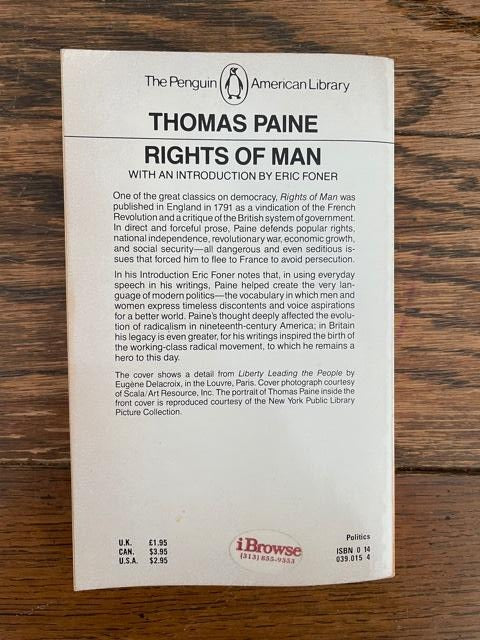 The Penguin American Library
THOMAS PAINE
RIGHTS OF MAN
WITH AN INTRODUCTION BY ERIC FONER
One of the great classics on democracy, Rights of Man was
published in England in 1791 as a vindication of the French
Revolution and a critique of the British system of government.
In direct and forceful prose, Paine defends popular rights,
national independence, revolutionary war, economic growth,
and social security—all dangerous and even seditious is-
sues that forced him to flee to France to avoid persecution.
In his Introduction Eric Foner notes that, in using everyday
speech in his writings, Paine helped create the very lan-
guage of modern politics—the vocabulary in which men and
women express timeless discontents and voice aspirations
for a better world. Paine's thought deeply affected the evolu-
tion of radicalism in nineteenth-century America; in Britain
his legacy is even greater, for his writings inspired the birth of
the working-class radical movement, to which he remains a
hero to this day.
The cover shows a detail from Liberty Leading the People by
Eugène Delacroix, in the Louvre, Paris. Cover photograph courtesy
of Scala/Art Resource, Inc. The portrait of Thomas Paine inside the
front cover is reproduced courtesy of the New York Public Library
Picture Collection.
U.K. £1.95
CAN. $3.95
U.S.A. $2.95
iBrowse
(313) 855-9353
Politics
ISBN 0 14
039.015 4